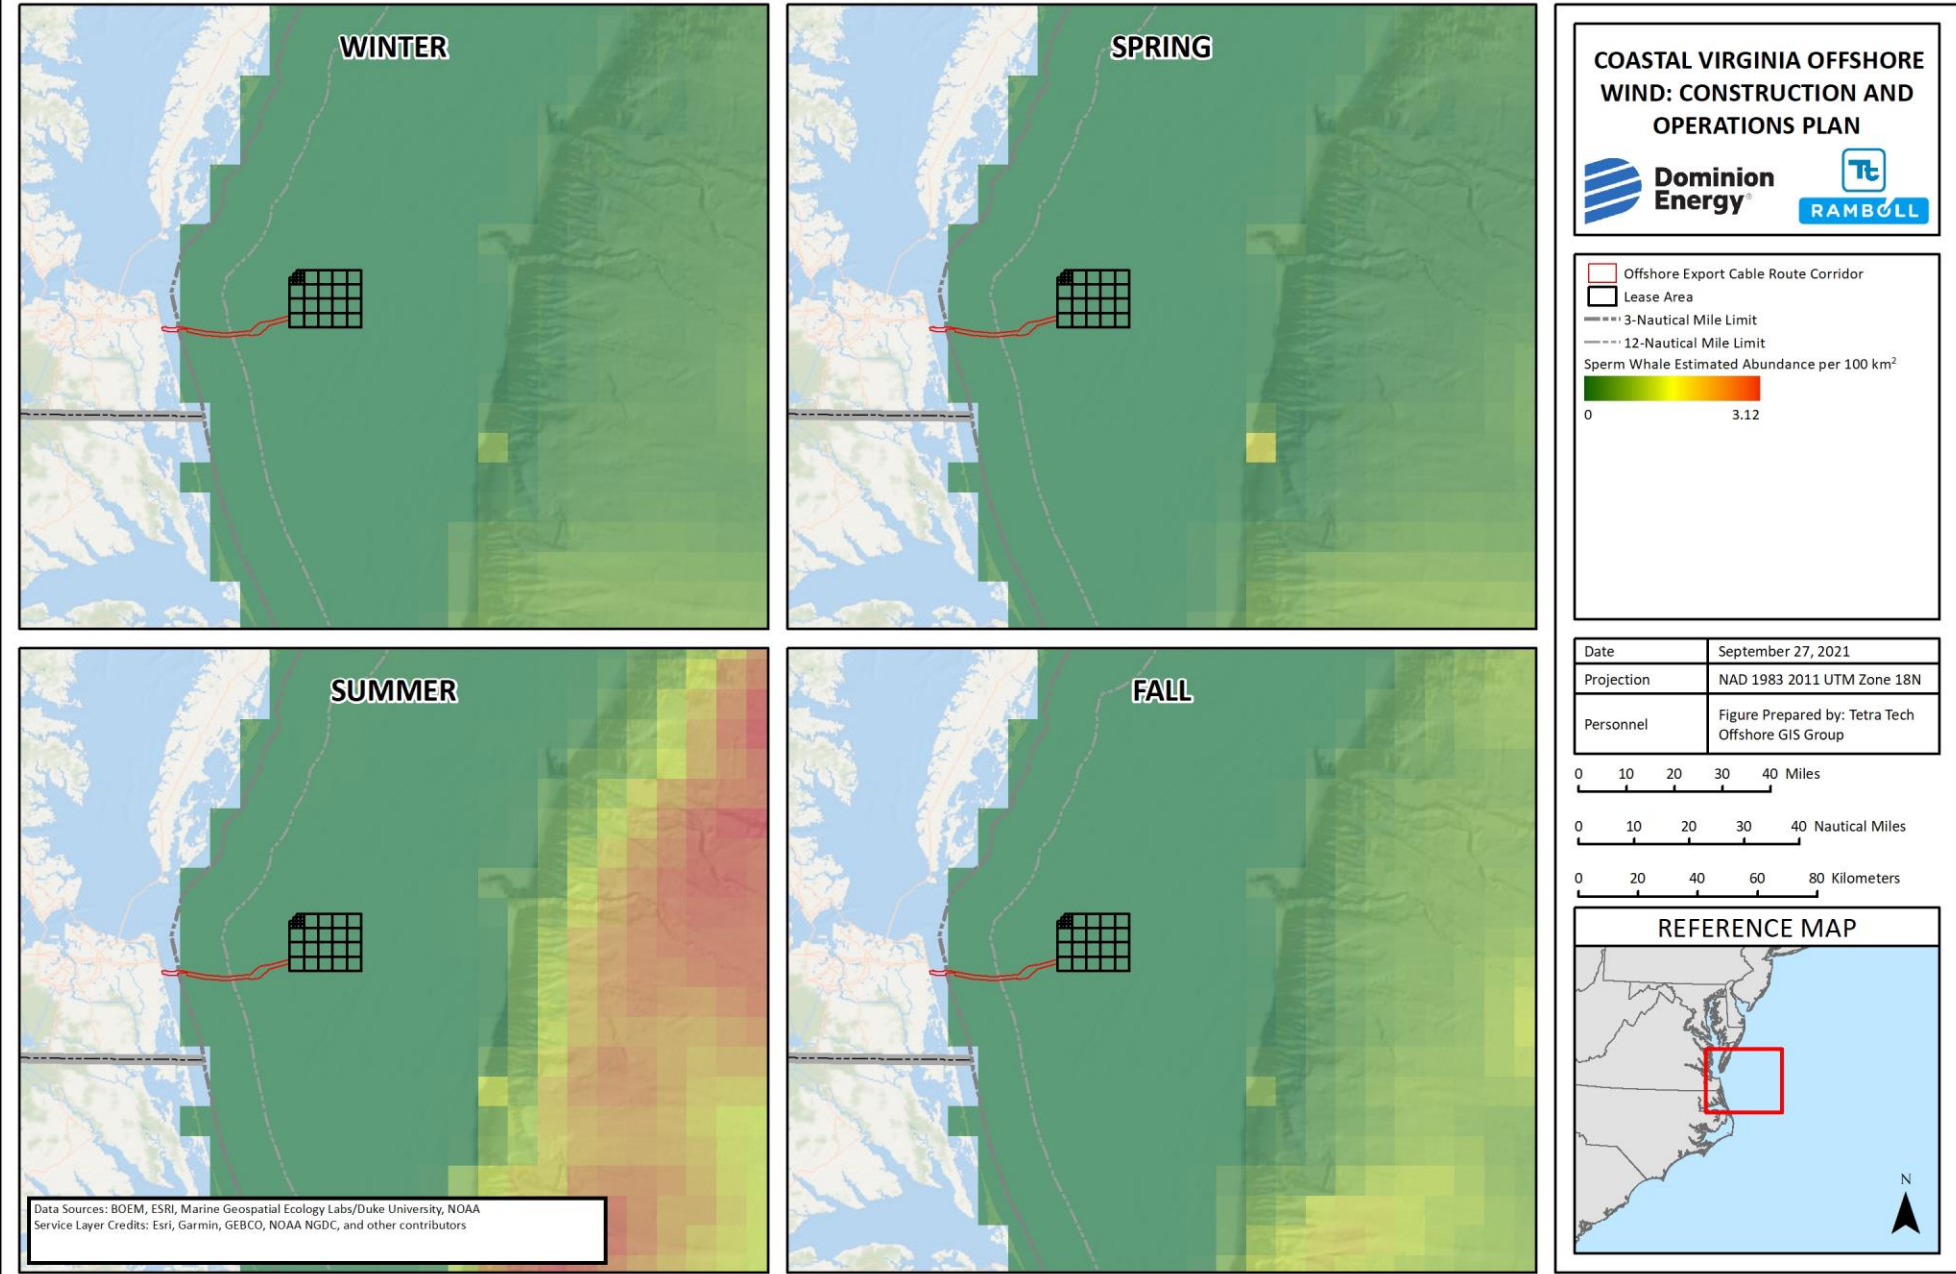 WINTER
SPRING
SUMMER
FALL
Data Sources: BOEM, ESRI, Marine Geospatial Ecology Labs/Duke University, NOAA
Service Layer Credits: Esri, Garmin, GEBCO, NOAA NGDC, and other contributors
COASTAL VIRGINIA OFFSHORE
WIND: CONSTRUCTION AND
OPERATIONS PLAN
Dominion
Energy®
Tt
RAMBOLL
Offshore Export Cable Route Corridor
Lease Area
3-Nautical Mile Limit
12-Nautical Mile Limit
Sperm Whale Estimated Abundance per 100 km²
0 3.12
Date September 27, 2021
Projection NAD 1983 2011 UTM Zone 18N
Personnel Figure Prepared by: Tetra Tech
Offshore GIS Group
0 10 20 30 40 Miles
0 10 20 30 40 Nautical Miles
0 20 40 60 80 Kilometers
REFERENCE MAP
N